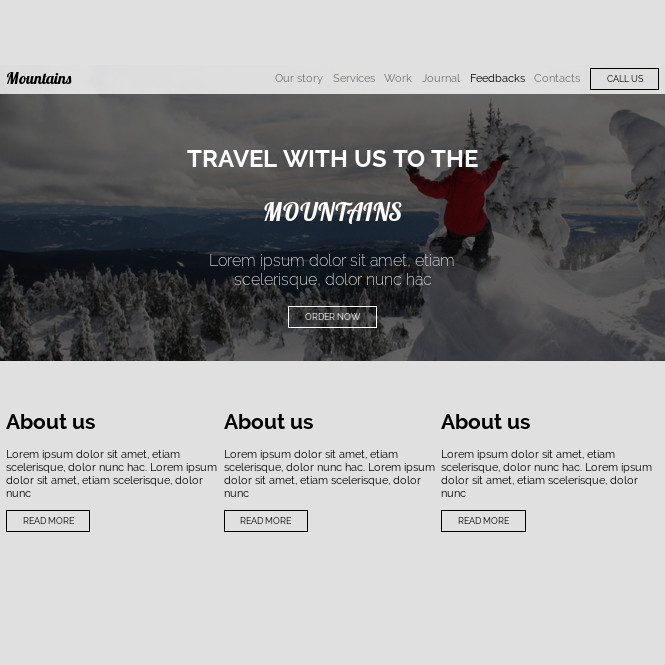 Mountains
Our story Services Work Journal Feedbacks Contacts CALL US
TRAVEL WITH US TO THE
MOUNTAINS
Lorem ipsum dolor sit amet, etiam
scelerisque, dolor nunc hac
ORDER NOW
About us
Lorem ipsum dolor sit amet, etiam
scelerisque, dolor nunc hac. Lorem ipsum
dolor sit amet, etiam scelerisque, dolor
nunc
READ MORE
About us
Lorem ipsum dolor sit amet, etiam
scelerisque, dolor nunc hac. Lorem ipsum
dolor sit amet, etiam scelerisque, dolor
nunc
READ MORE
About us
Lorem ipsum dolor sit amet, etiam
scelerisque, dolor nunc hac. Lorem ipsum
dolor sit amet, etiam scelerisque, dolor
nunc
READ MORE